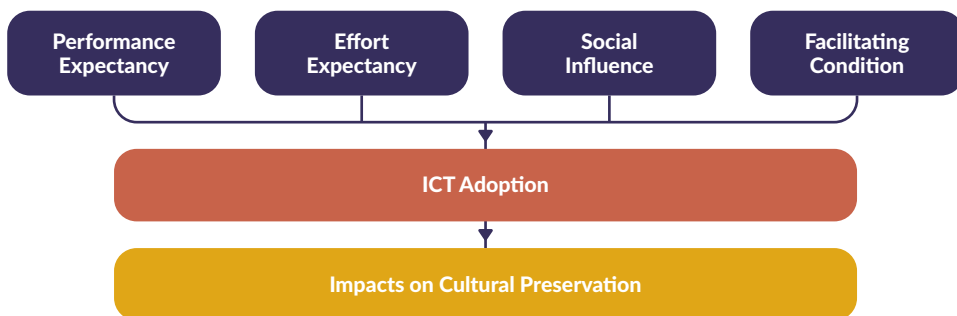 Performance
Expectancy
Effort
Expectancy
Social
Influence
Facilitating
Condition
ICT Adoption
Impacts on Cultural Preservation